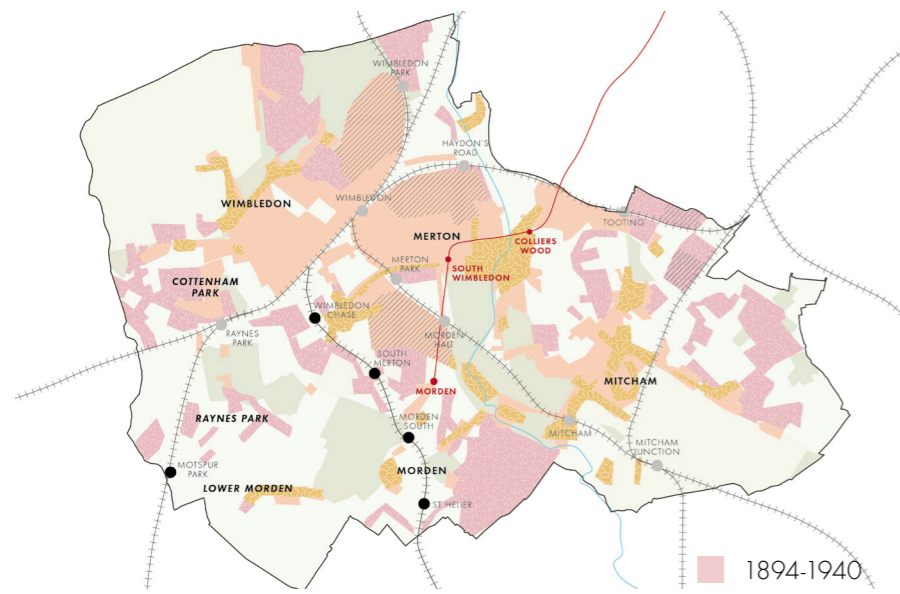 WIMBLEDON
PARK
HAYDON'S
ROAD
WIMBLEDON
WIMBLEDON
TOOTING
MERTON
COLLIERS
WOOD
MERTON
PARK
SOUTH
WIMBLEDON
COTTENHAM
PARK
WIMBLEDON
CHASE
RAYNES
PARK
MORDEN
HALT
SOUTH
MERTON
MITCHAM
MORDEN
RAYNES PARK
MORDEN
SOUTH
MITCHAM
MITCHAM
JUNCTION
MOTSPUR
PARK
MORDEN
LOWER MORDEN
ST HELIER
1894-1940